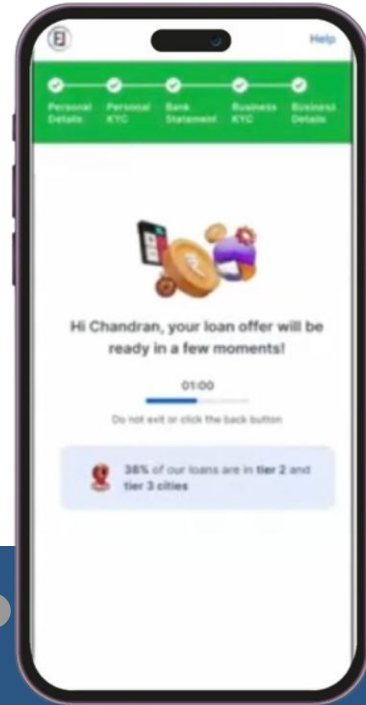 Help
Personal Details
Personal KYC
Bank Statement
Business KYC
Business Details
Hi Chandran, your loan offer will be
ready in a few moments!
01:00
Do not exit or click the back button
38% of our loans are in tier 2 and
tier 3 cities